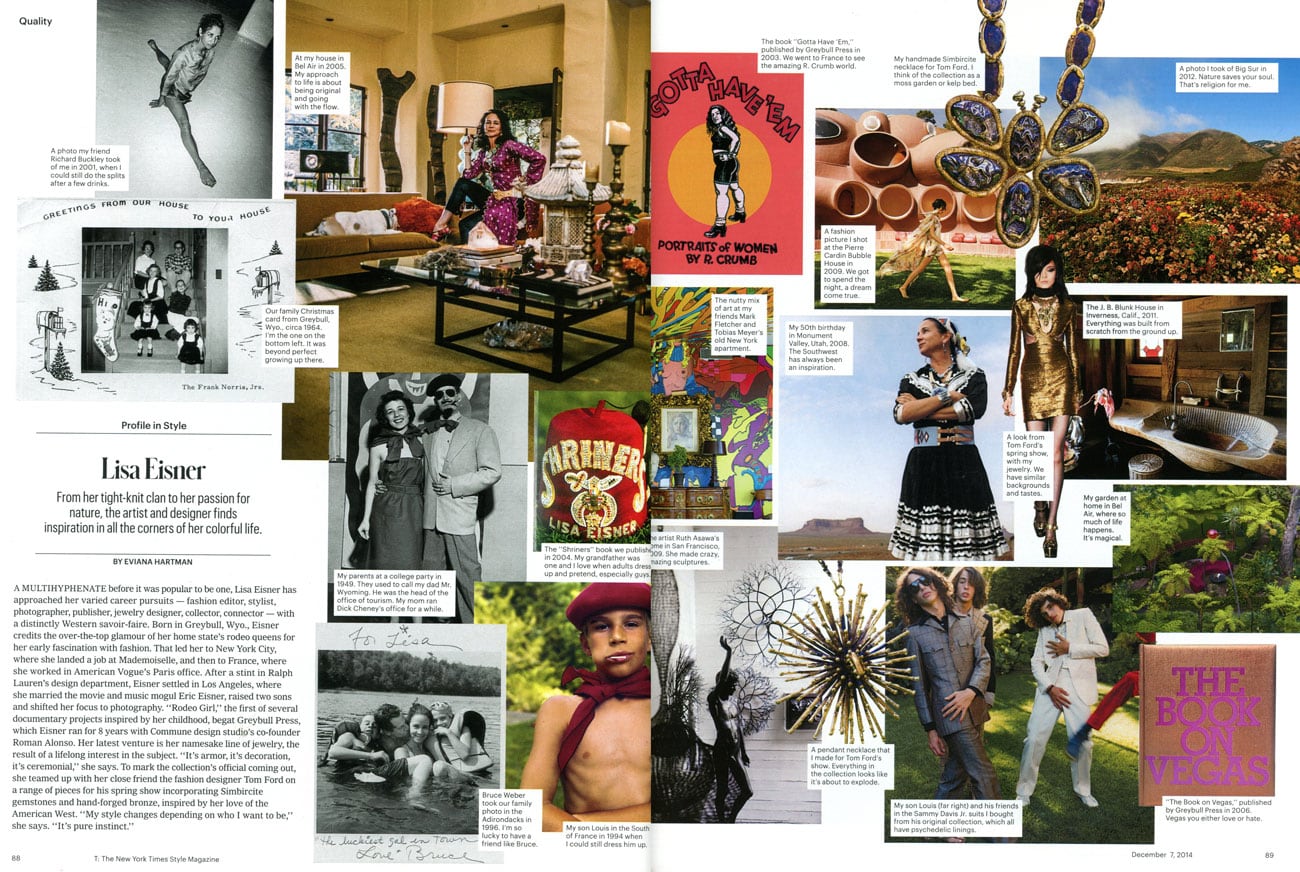 Quality
A photo my friend
Richard Buckley took
of me in 2001, when I
could still do the splits
after a few drinks.
At my house in
Bel Air in 2005.
My approach
to life is about
being original
and going
with the flow.
GREETINGS FROM OUR HOUSE
TO YOUR HOUSE
Hi
The Frank Norris, Jrs.
Our family Christmas
card from Greybull,
Wyo., circa 1964.
I'm the one on the
bottom left. It was
beyond perfect
growing up there.
Profile in Style
Lisa Eisner
From her tight-knit clan to her passion for
nature, the artist and designer finds
inspiration in all the corners of her colorful life.
BY EVIANA HARTMAN
A MULTIHYPHENATE before it was popular to be one, Lisa Eisner has
approached her varied career pursuits — fashion editor, stylist,
photographer, publisher, jewelry designer, collector, connector — with
a distinctly Western savoir-faire. Born in Greybull, Wyo., Eisner
credits the over-the-top glamour of her home state's rodeo queens for
her early fascination with fashion. That led her to New York City,
where she landed a job at Mademoiselle, and then to France, where
she worked in American Vogue's Paris office. After a stint in Ralph
Lauren's design department, Eisner settled in Los Angeles, where
she married the movie and music mogul Eric Eisner, raised two sons
and shifted her focus to photography. "Rodeo Girl," the first of several
documentary projects inspired by her childhood, begat Greybull Press,
which Eisner ran for 8 years with Commune design studio's co-founder
Roman Alonso. Her latest venture is her namesake line of jewelry, the
result of a lifelong interest in the subject. "It's armor, it's decoration,
it's ceremonial," she says. To mark the collection's official coming out,
she teamed up with her close friend the fashion designer Tom Ford on
a range of pieces for his spring show incorporating Simbircite
gemstones and hand-forged bronze, inspired by her love of the
American West. "My style changes depending on who I want to be,"
she says. "It's pure instinct."
My parents at a college party in
1949. They used to call my dad Mr.
Wyoming. He was the head of the
office of tourism. My mom ran
Dick Cheney's office for a while.
SHRINERS
LISA EISNER
The "Shriners" book we publish
in 2004. My grandfather was
one and I love when adults dress
up and pretend, especially guys.
For Lisa
The luckiest gal in Town
Love Bruce
Bruce Weber
took our family
photo in the
Adirondacks in
1996. I'm so
lucky to have a
friend like Bruce.
My son Louis in the South
of France in 1994 when
I could still dress him up.
88
T: The New York Times Style Magazine
The book "Gotta Have 'Em,"
published by Greybull Press in
2003. We went to France to see
the amazing R. Crumb world.
GOTTA HAVE 'EM
PORTRAITS OF WOMEN
BY R. CRUMB
My handmade Simbircite
necklace for Tom Ford. I
think of the collection as a
moss garden or kelp bed.
A photo I took of Big Sur in
2012. Nature saves your soul.
That's religion for me.
A fashion
picture I shot
at the Pierre
Cardin Bubble
House in
2009. We got
to spend the
night, a dream
come true.
The nutty mix
of art at my
friends Mark
Fletcher and
Tobias Meyer's
old New York
apartment.
My 50th birthday
in Monument
Valley, Utah, 2008.
The Southwest
has always been
an inspiration.
The J. B. Blunk House in
Inverness, Calif., 2011.
Everything was built from
scratch from the ground up.
A look from
Tom Ford's
spring show,
with my
jewelry. We
have similar
backgrounds
and tastes.
My garden at
home in Bel
Air, where so
much of life
happens.
It's magical.
artist Ruth Asawa's
in San Francisco,
She made crazy,
sculptures.
A pendant necklace that
I made for Tom Ford's
show. Everything in
the collection looks like
it's about to explode.
My son Louis (far right) and his friends
in the Sammy Davis Jr. suits I bought
from his original collection, which all
have psychedelic linings.
THE
BOOK
ON
VEGAS
"The Book on Vegas," published
by Greybull Press in 2006.
Vegas you either love or hate.
December 7, 2014
89